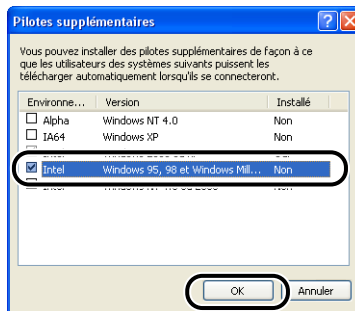 Pilotes supplémentaires
Vous pouvez installer des pilotes supplémentaires de façon à ce
que les utilisateurs des systèmes suivants puissent les
télécharger automatiquement lorsqu'ils se connecteront.
Environne... Version Installé
Alpha Windows NT 4.0 Non
IA64 Windows XP Non
Intel Windows 95, 98 et Windows Mill... Non
OK Annuler